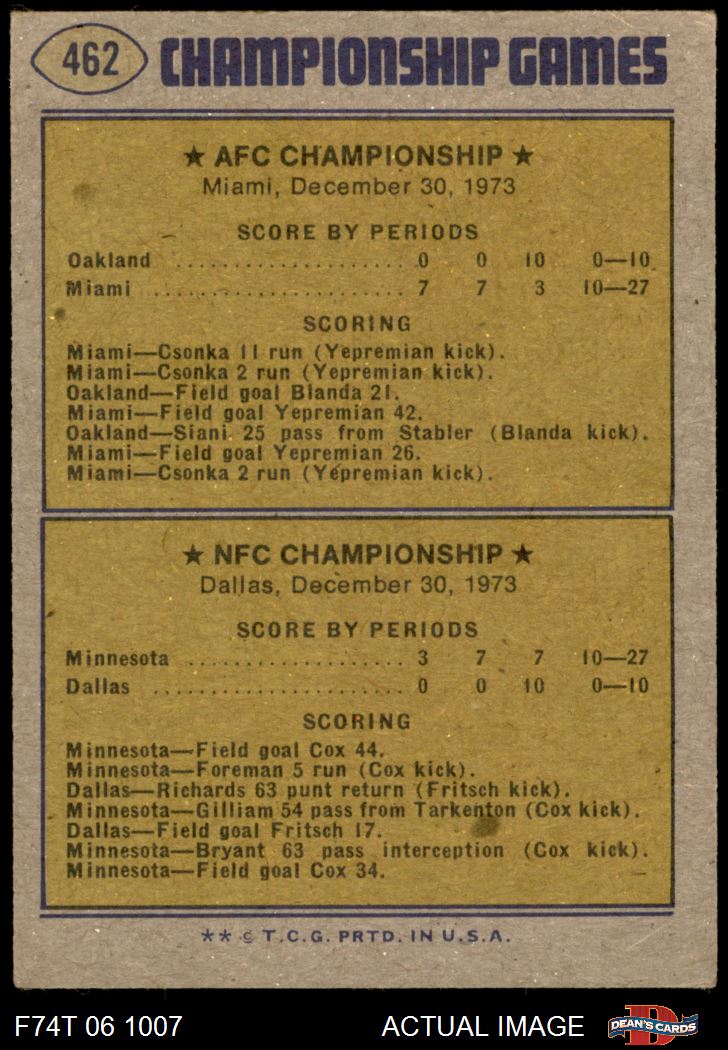 462 CHAMPIONSHIP GAMES
★ AFC CHAMPIONSHIP ★
Miami, December 30, 1973
SCORE BY PERIODS
Oakland .................... 0 0 10 0—10
Miami ...................... 7 7 3 10—27
SCORING
Miami—Csonka 11 run (Yepremian kick).
Miami—Csonka 2 run (Yepremian kick).
Oakland—Field goal Blanda 21.
Miami—Field goal Yepremian 42.
Oakland—Siani 25 pass from Stabler (Blanda kick).
Miami—Field goal Yepremian 26.
Miami—Csonka 2 run (Yepremian kick).
★ NFC CHAMPIONSHIP ★
Dallas, December 30, 1973
SCORE BY PERIODS
Minnesota ................... 3 7 7 10—27
Dallas ...................... 0 0 10 0—10
SCORING
Minnesota—Field goal Cox 44.
Minnesota—Foreman 5 run (Cox kick).
Dallas—Richards 63 punt return (Fritsch kick).
Minnesota—Gilliam 54 pass from Tarkenton (Cox kick).
Dallas—Field goal Fritsch 17.
Minnesota—Bryant 63 pass interception (Cox kick).
Minnesota—Field goal Cox 34.
** © T.C.G. PRTD. IN U.S.A.
F74T 06 1007 ACTUAL IMAGE D DEAN'S CARDS